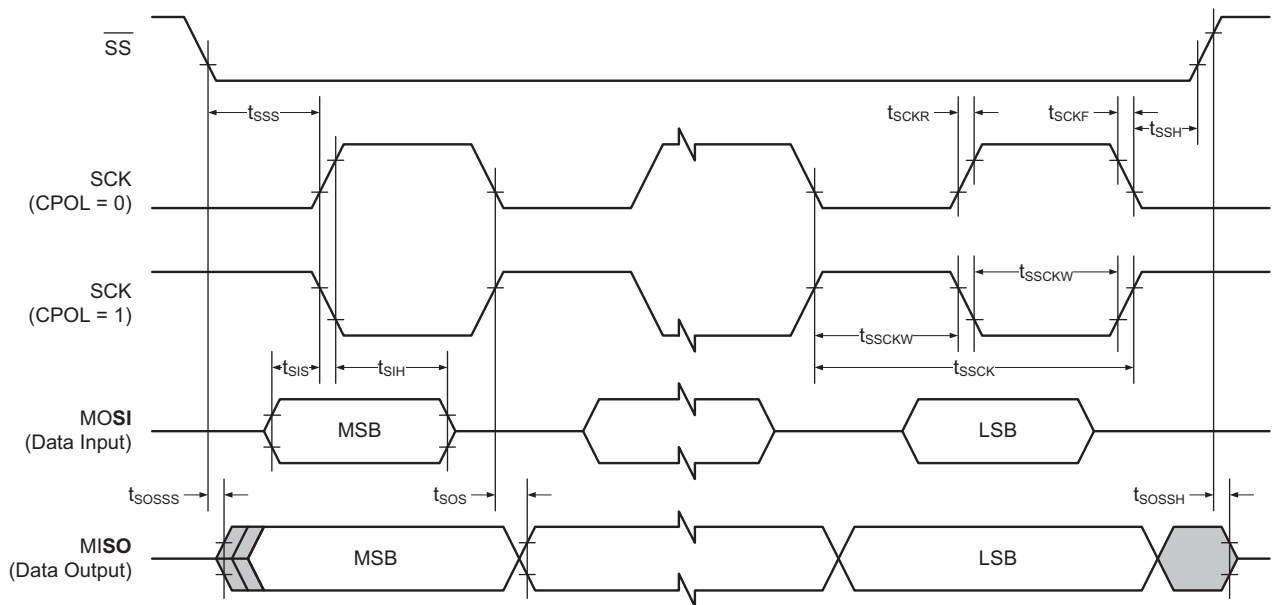 SS
tSSS
tSCKR
tSCKF
tSSH
SCK
(CPOL = 0)
SCK
(CPOL = 1)
tSSCKW
tSSCKW
tSIS
tSIH
tSSCK
MOSI
(Data Input)
MSB
LSB
tSOSSS
tSOS
tSOSSH
MISO
(Data Output)
MSB
LSB